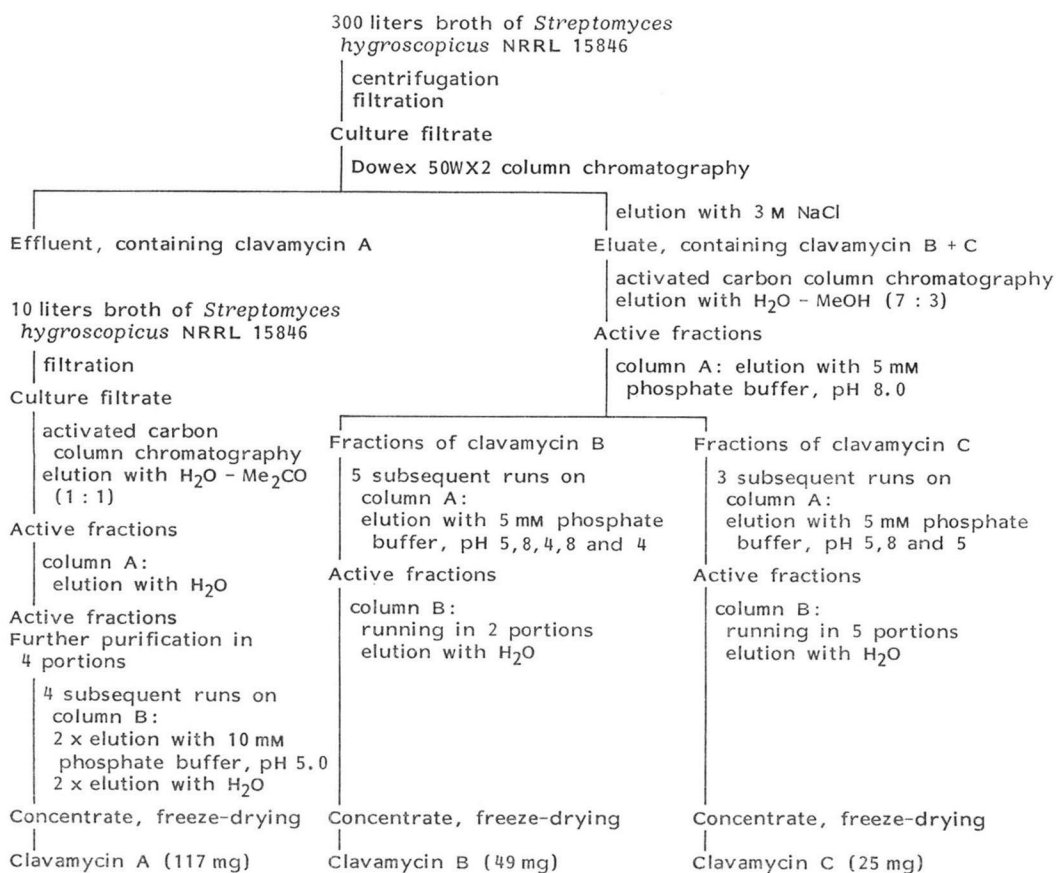 300 liters broth of Streptomyces
hygroscopicus NRRL 15846
centrifugation
filtration
Culture filtrate
Dowex 50WX2 column chromatography
Effluent, containing clavamycin A
10 liters broth of Streptomyces
hygroscopicus NRRL 15846
filtration
Culture filtrate
activated carbon
column chromatography
elution with H2O - Me2CO
(1 : 1)
Active fractions
column A:
elution with H2O
Active fractions
Further purification in
4 portions
4 subsequent runs on
column B:
2 x elution with 10 mM
phosphate buffer, pH 5.0
2 x elution with H2O
Concentrate, freeze-drying
Clavamycin A (117 mg)
elution with 3 M NaCl
Eluate, containing clavamycin B + C
activated carbon column chromatography
elution with H2O - MeOH (7 : 3)
Active fractions
column A: elution with 5 mM
phosphate buffer, pH 8.0
Fractions of clavamycin B
5 subsequent runs on
column A:
elution with 5 mM phosphate
buffer, pH 5,8,4,8 and 4
Active fractions
column B:
running in 2 portions
elution with H2O
Concentrate, freeze-drying
Clavamycin B (49 mg)
Fractions of clavamycin C
3 subsequent runs on
column A:
elution with 5 mM phosphate
buffer, pH 5,8 and 5
Active fractions
column B:
running in 5 portions
elution with H2O
Concentrate, freeze-drying
Clavamycin C (25 mg)